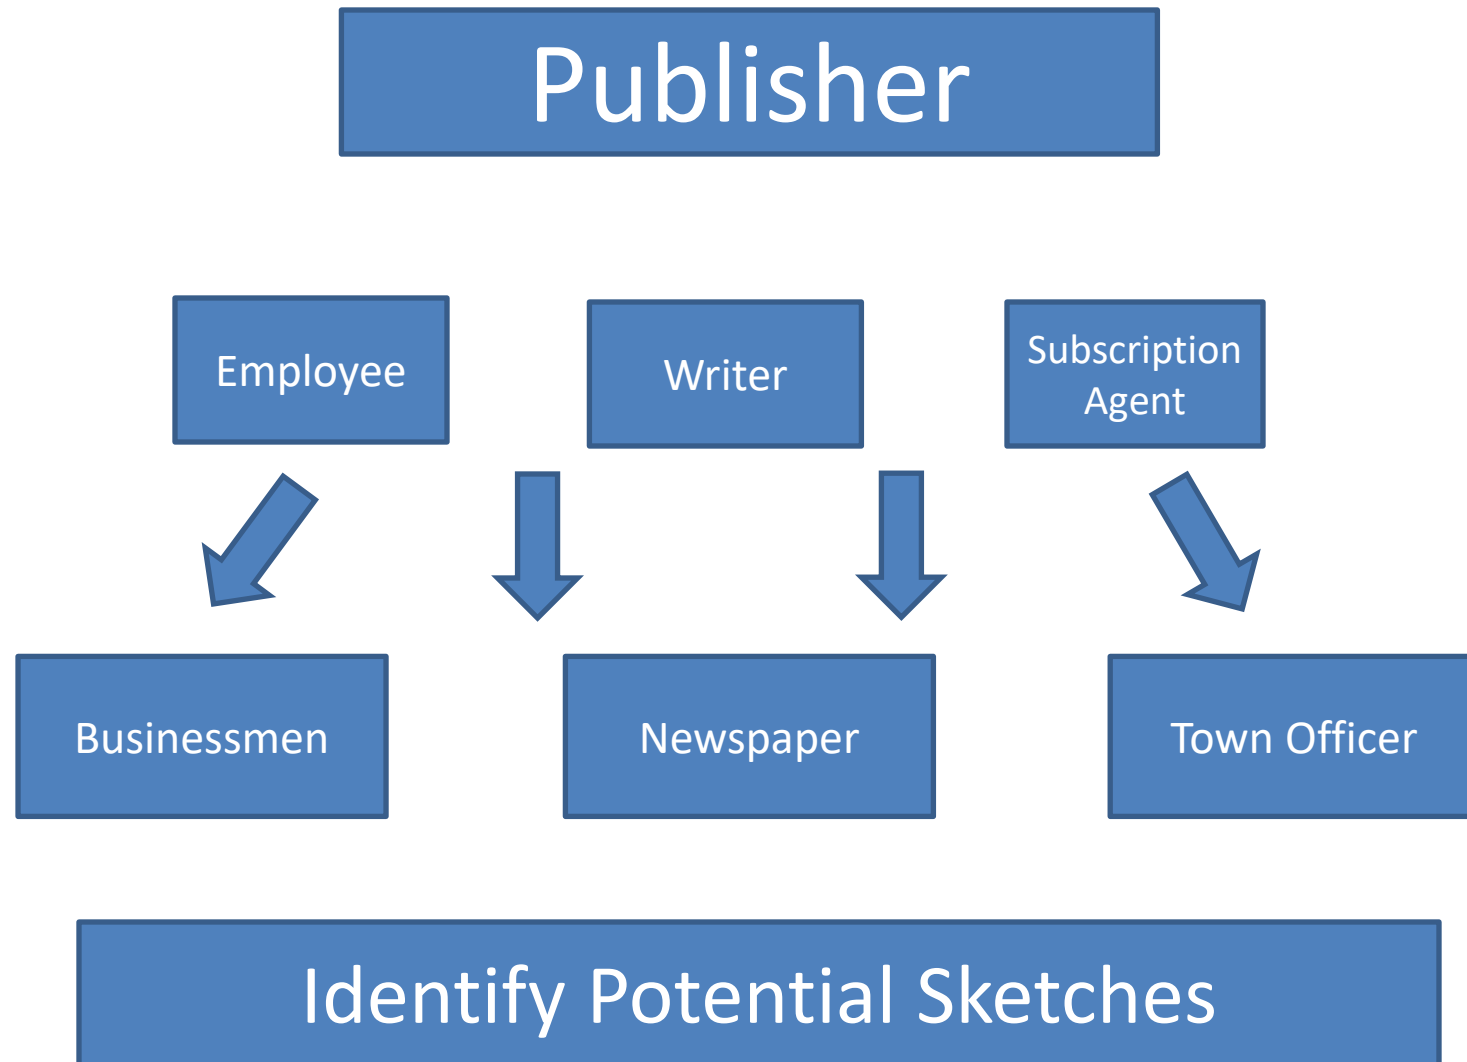 Publisher
Employee
Writer
Subscription
Agent
Businessmen
Newspaper
Town Officer
Identify Potential Sketches